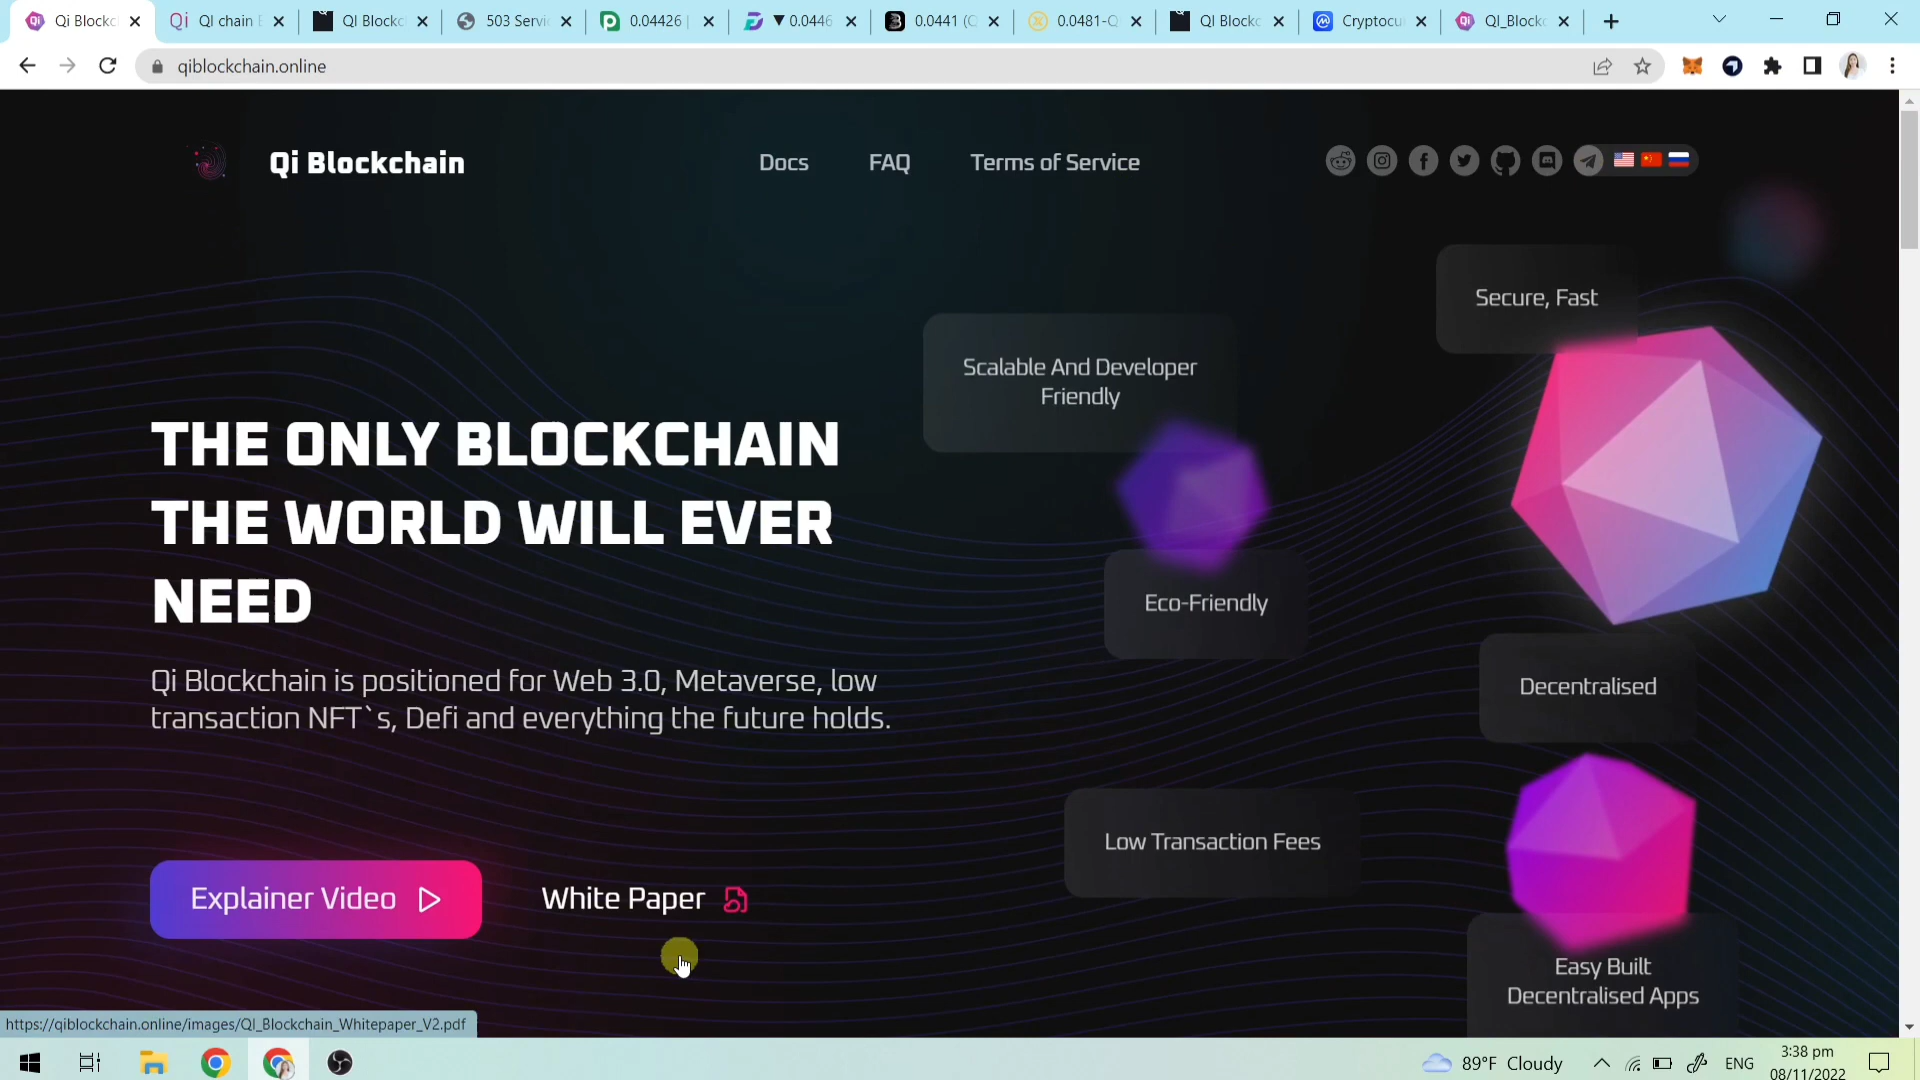 Qi Blockc
QI chain E
QI Blockc
503 Servic
0.04426 |
▼0.0446
0.0441 (Q
0.0481-Q
QI Blockc
Cryptocu
QI_Blockc
qiblockchain.online
Qi Blockchain
Docs
FAQ
Terms of Service
Secure, Fast
Scalable And Developer
Friendly
THE ONLY BLOCKCHAIN
THE WORLD WILL EVER
NEED
Eco-Friendly
Qi Blockchain is positioned for Web 3.0, Metaverse, low
transaction NFT`s, Defi and everything the future holds.
Decentralised
Low Transaction Fees
Explainer Video
White Paper
Easy Built
Decentralised Apps
https://qiblockchain.online/images/QI_Blockchain_Whitepaper_V2.pdf
89°F Cloudy
ENG
3:38 pm
08/11/2022